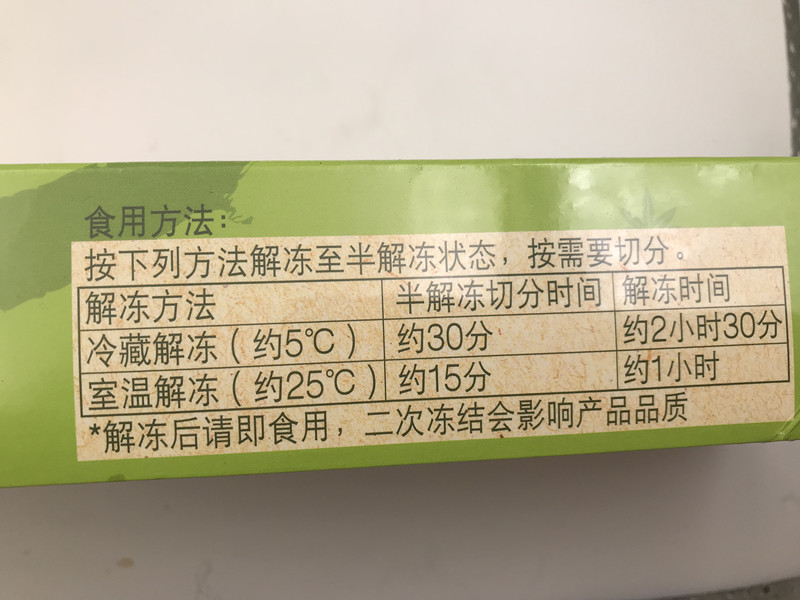 食用方法：
按下列方法解冻至半解冻状态，按需要切分。
解冻方法 半解冻切分时间 解冻时间
冷藏解冻（约5℃） 约30分 约2小时30分
室温解冻（约25℃） 约15分 约1小时
*解冻后请即食用，二次冻结会影响产品品质